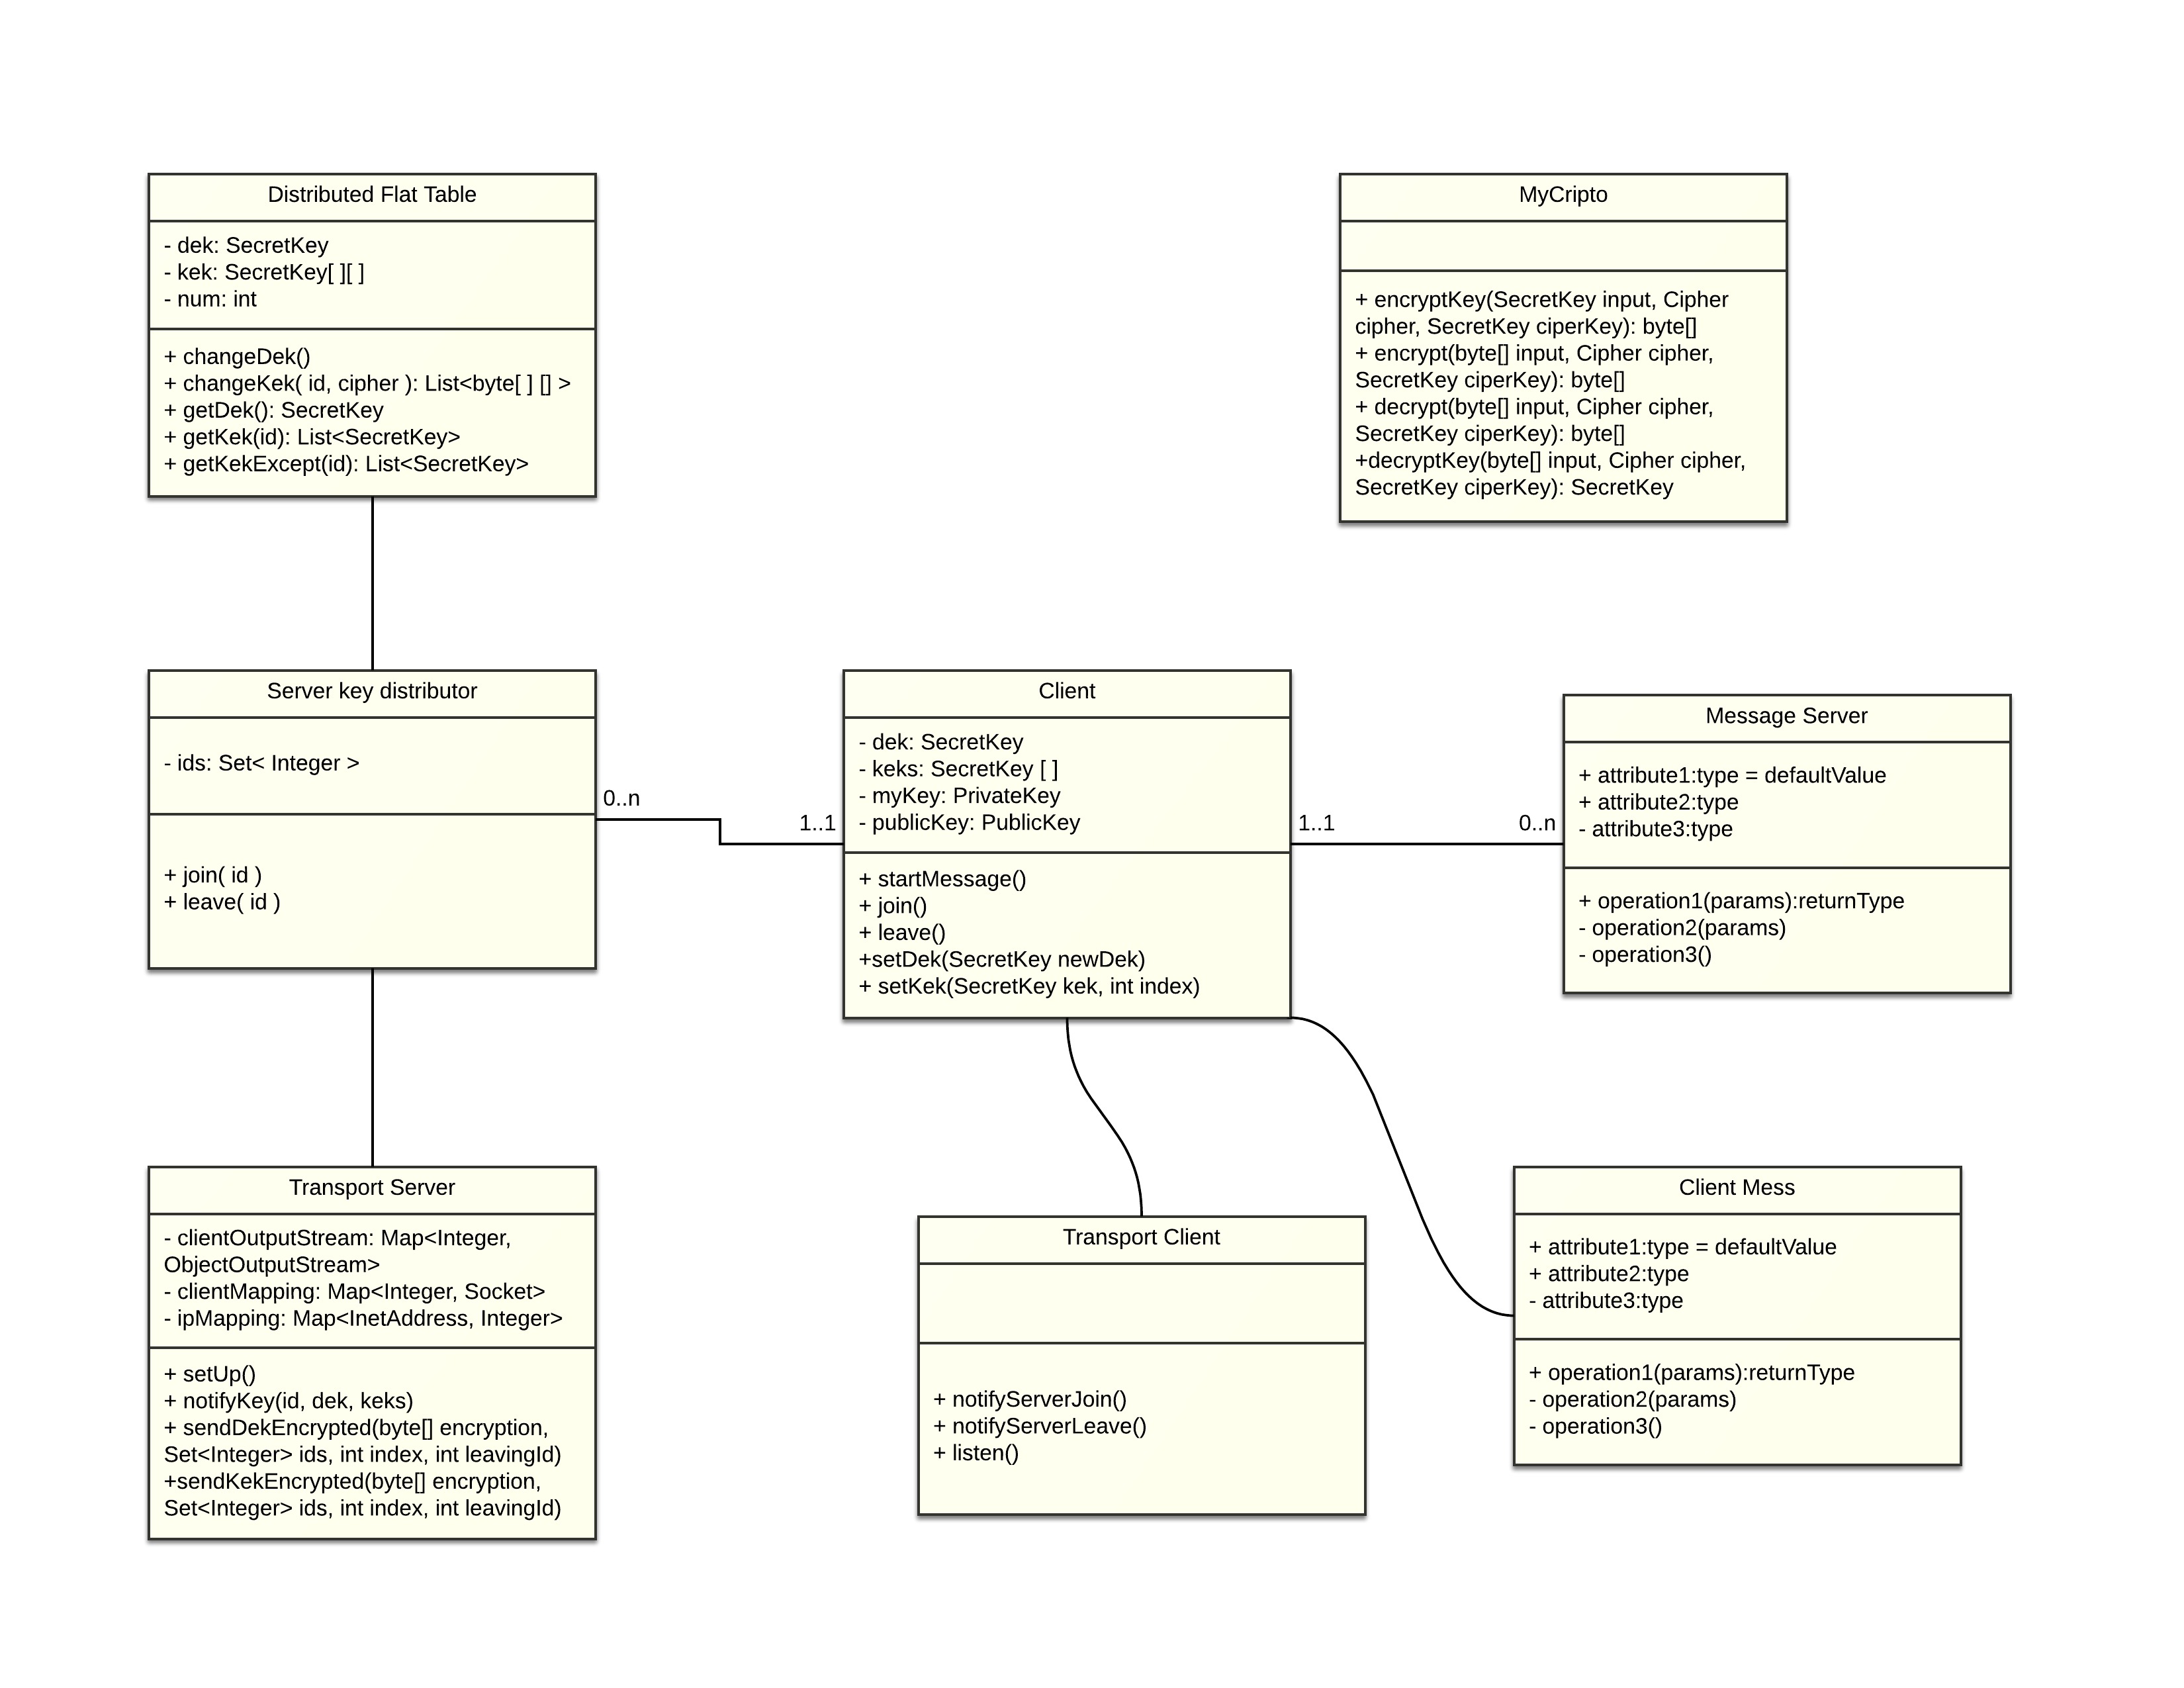 Distributed Flat Table
- dek: SecretKey
- kek: SecretKey[ ][ ]
- num: int
+ changeDek()
+ changeKek( id, cipher ): List<byte[ ] [] >
+ getDek(): SecretKey
+ getKek(id): List<SecretKey>
+ getKekExcept(id): List<SecretKey>
MyCripto
+ encryptKey(SecretKey input, Cipher
cipher, SecretKey ciperKey): byte[]
+ encrypt(byte[] input, Cipher cipher,
SecretKey ciperKey): byte[]
+ decrypt(byte[] input, Cipher cipher,
SecretKey ciperKey): byte[]
+decryptKey(byte[] input, Cipher cipher,
SecretKey ciperKey): SecretKey
Server key distributor
- ids: Set< Integer >
+ join( id )
+ leave( id )
0..n
1..1
Client
- dek: SecretKey
- keks: SecretKey [ ]
- myKey: PrivateKey
- publicKey: PublicKey
+ startMessage()
+ join()
+ leave()
+setDek(SecretKey newDek)
+ setKek(SecretKey kek, int index)
1..1
0..n
Message Server
+ attribute1:type = defaultValue
+ attribute2:type
- attribute3:type
+ operation1(params):returnType
- operation2(params)
- operation3()
Transport Server
- clientOutputStream: Map<Integer,
ObjectOutputStream>
- clientMapping: Map<Integer, Socket>
- ipMapping: Map<InetAddress, Integer>
+ setUp()
+ notifyKey(id, dek, keks)
+ sendDekEncrypted(byte[] encryption,
Set<Integer> ids, int index, int leavingId)
+sendKekEncrypted(byte[] encryption,
Set<Integer> ids, int index, int leavingId)
Transport Client
+ notifyServerJoin()
+ notifyServerLeave()
+ listen()
Client Mess
+ attribute1:type = defaultValue
+ attribute2:type
- attribute3:type
+ operation1(params):returnType
- operation2(params)
- operation3()